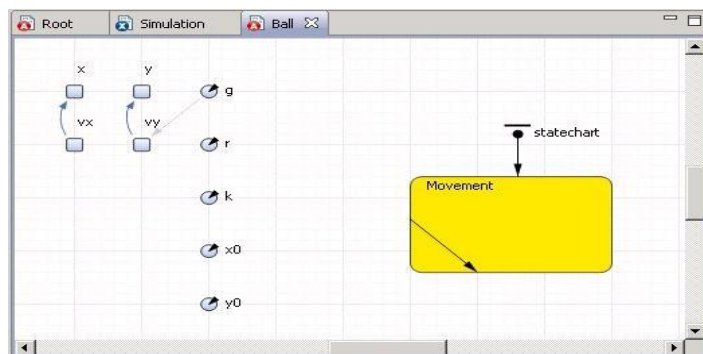 Root Simulation Ball
x y
g
vx vy
r
statechart
Movement
k
x0
y0